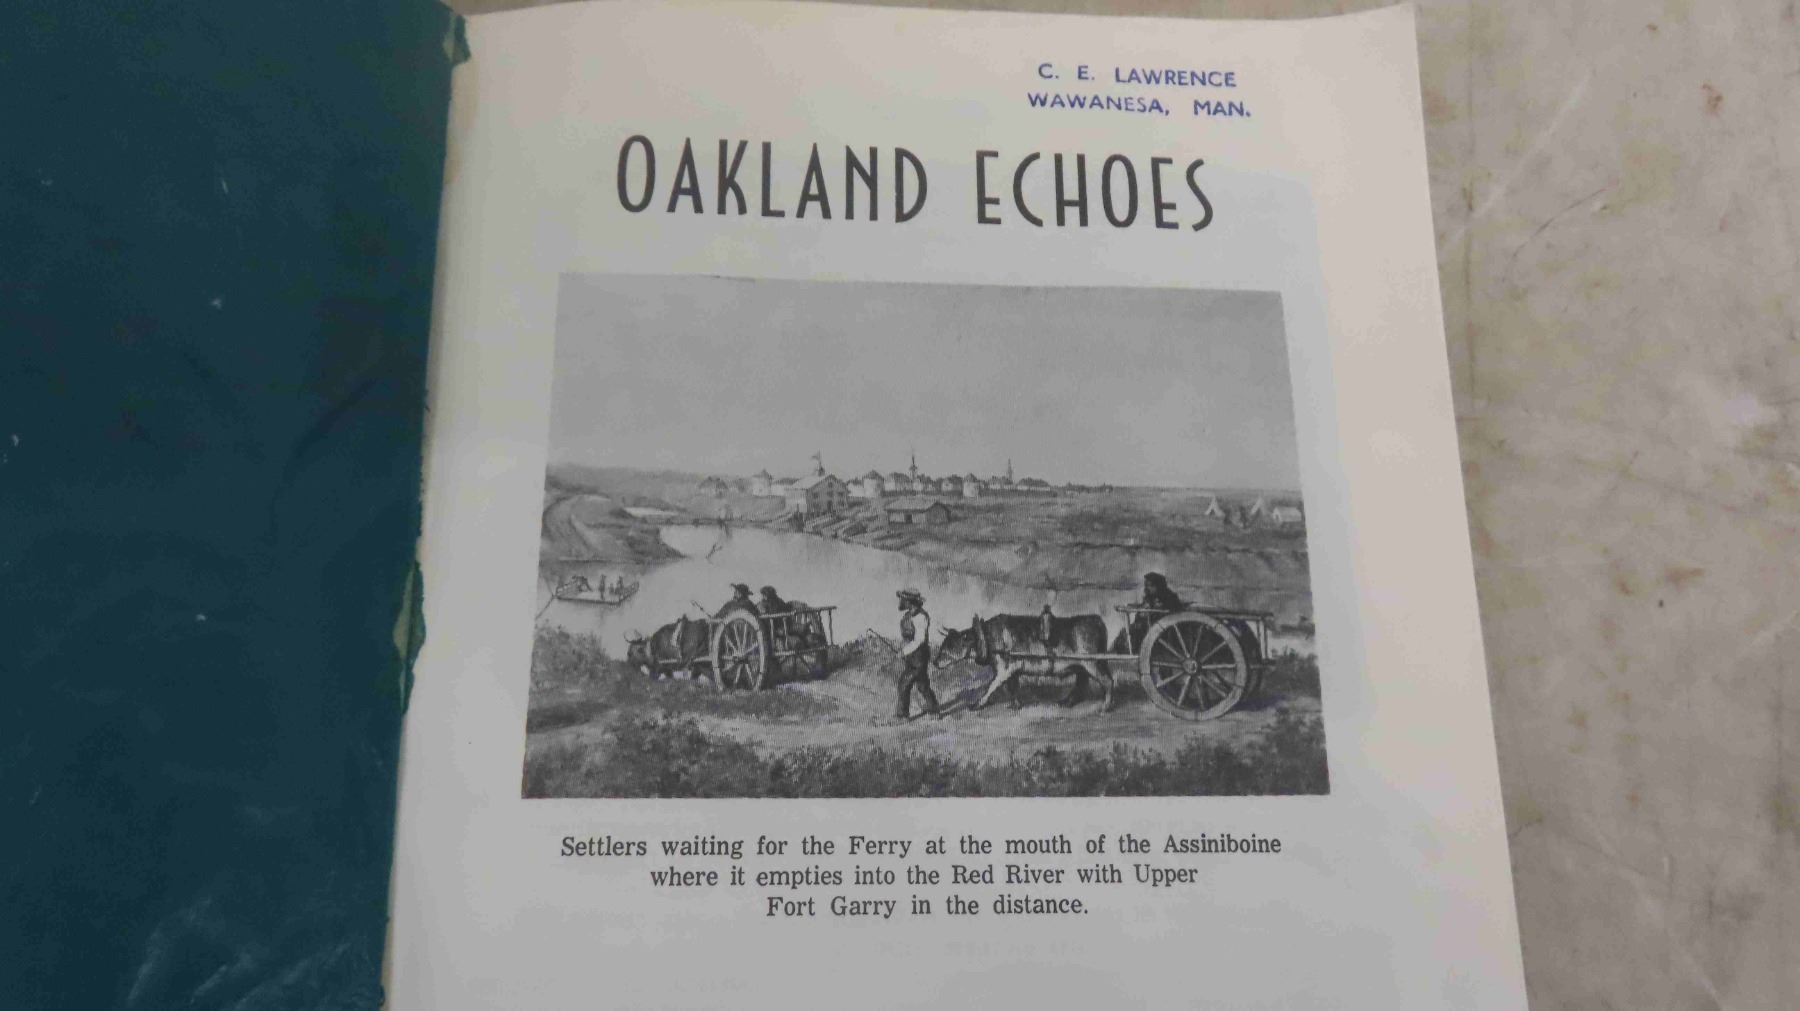 C. E. LAWRENCE
WAWANESA, MAN.
OAKLAND ECHOES
Settlers waiting for the Ferry at the mouth of the Assiniboine
where it empties into the Red River with Upper
Fort Garry in the distance.